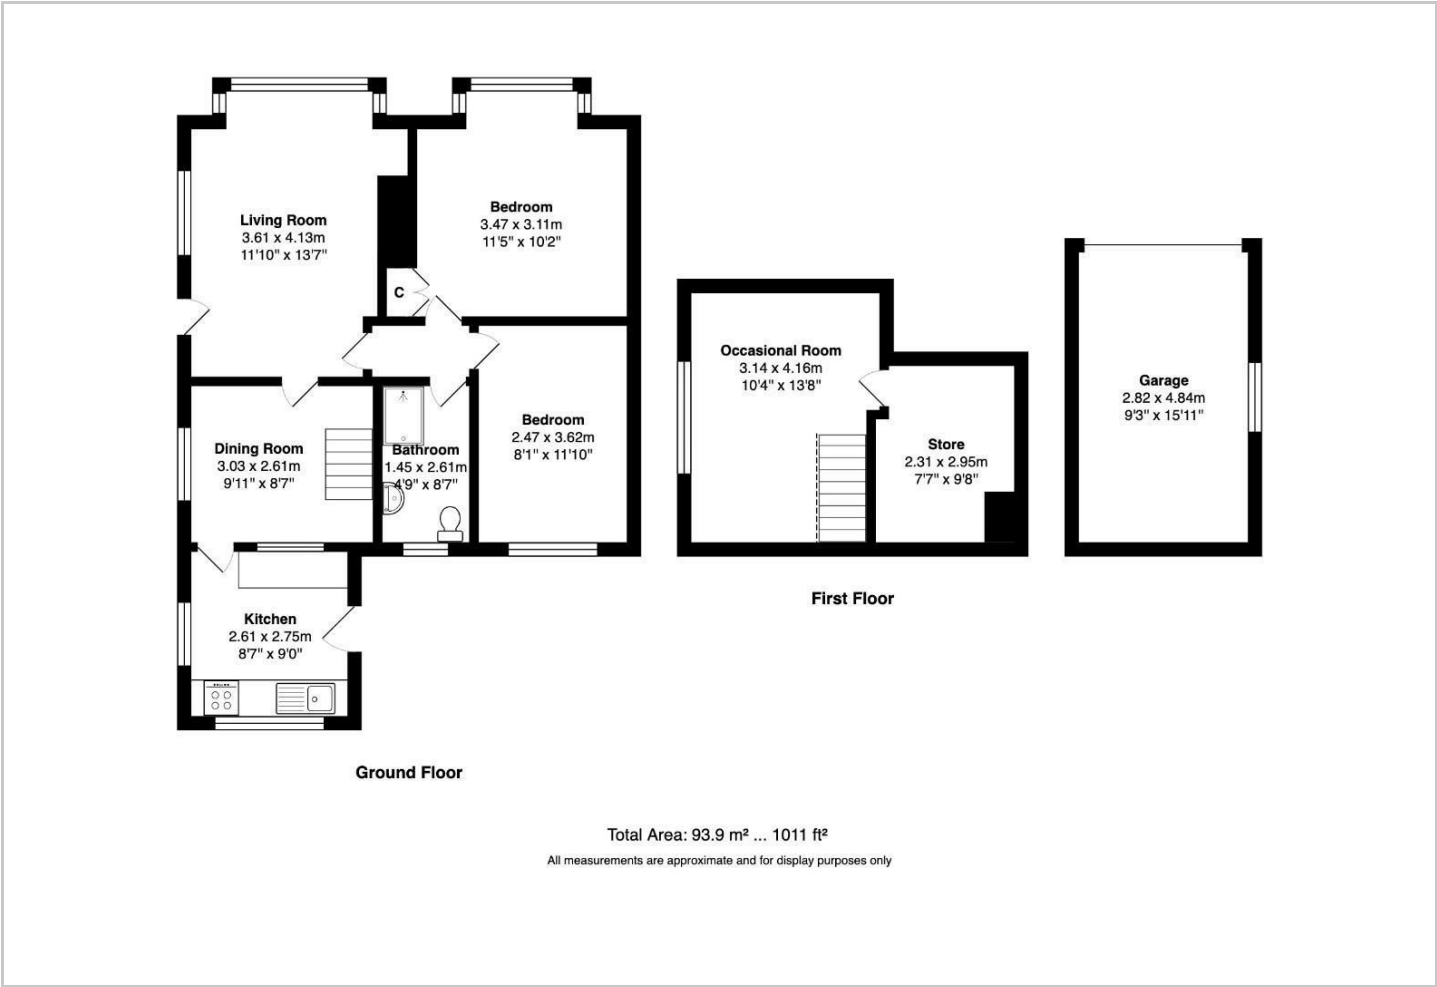 Living Room
3.61 x 4.13m
11'10" x 13'7"
Bedroom
3.47 x 3.11m
11'5" x 10'2"
C
Dining Room
3.03 x 2.61m
9'11" x 8'7"
Bathroom
1.45 x 2.61m
4'9" x 8'7"
Bedroom
2.47 x 3.62m
8'1" x 11'10"
Kitchen
2.61 x 2.75m
8'7" x 9'0"
Ground Floor
Occasional Room
3.14 x 4.16m
10'4" x 13'8"
Store
2.31 x 2.95m
7'7" x 9'8"
First Floor
Garage
2.82 x 4.84m
9'3" x 15'11"
Total Area: 93.9 m² ... 1011 ft²
All measurements are approximate and for display purposes only